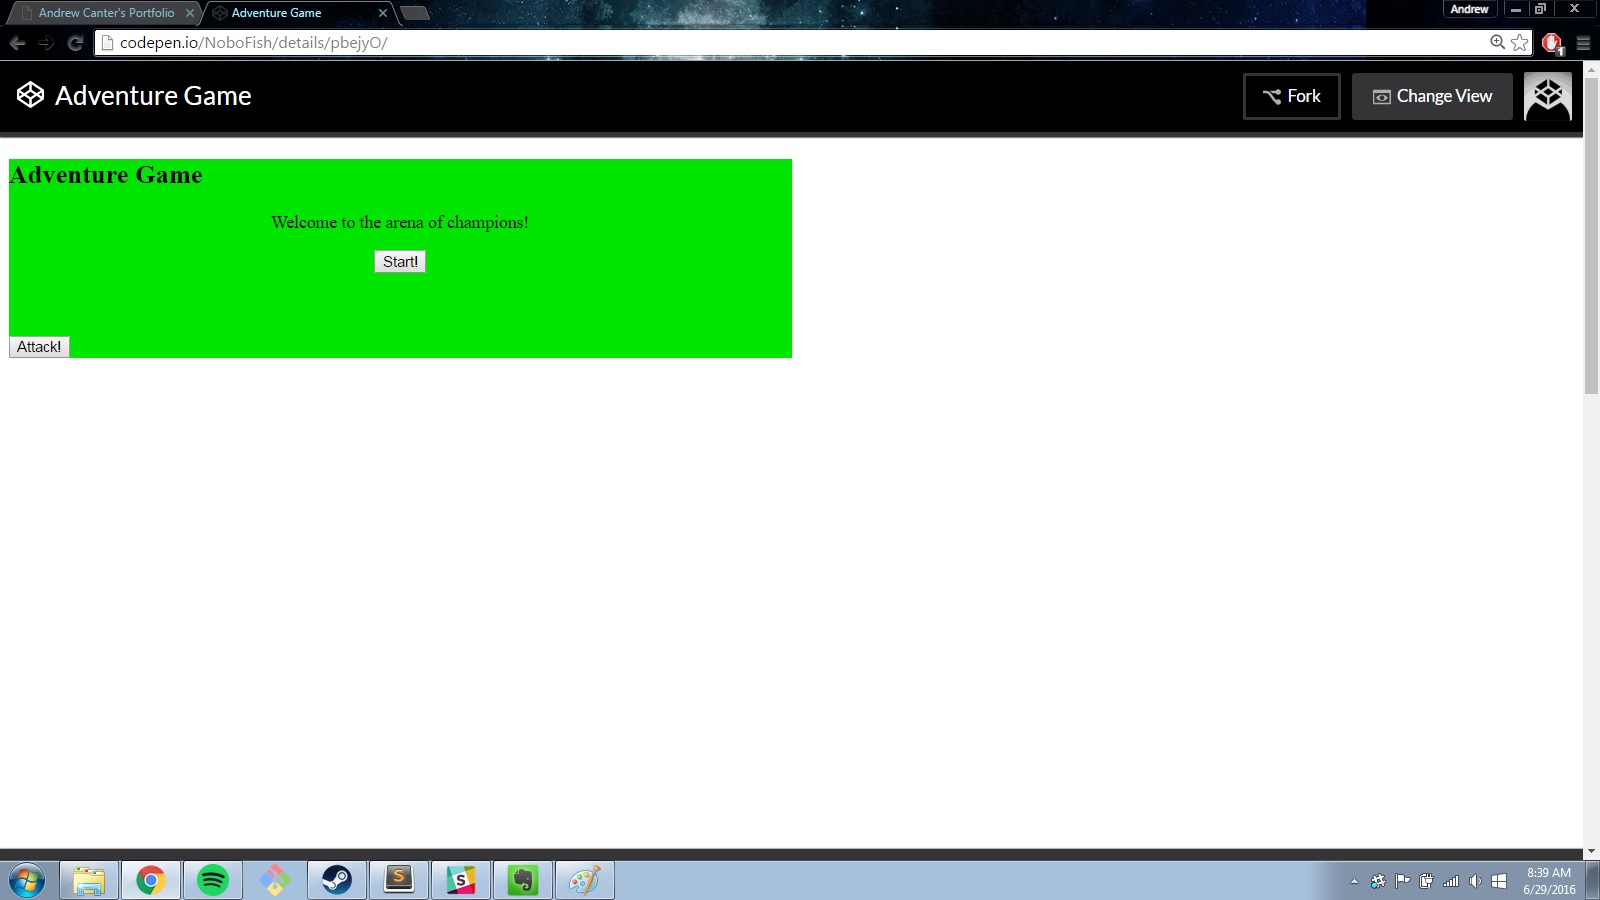 Andrew Canter's Portfolio
Adventure Game
Andrew
codepen.io/NoboFish/details/pbejyO/
1
Adventure Game
Fork
Change View
Adventure Game
Welcome to the arena of champions!
Start!
Attack!
S
S
8:39 AM
6/29/2016